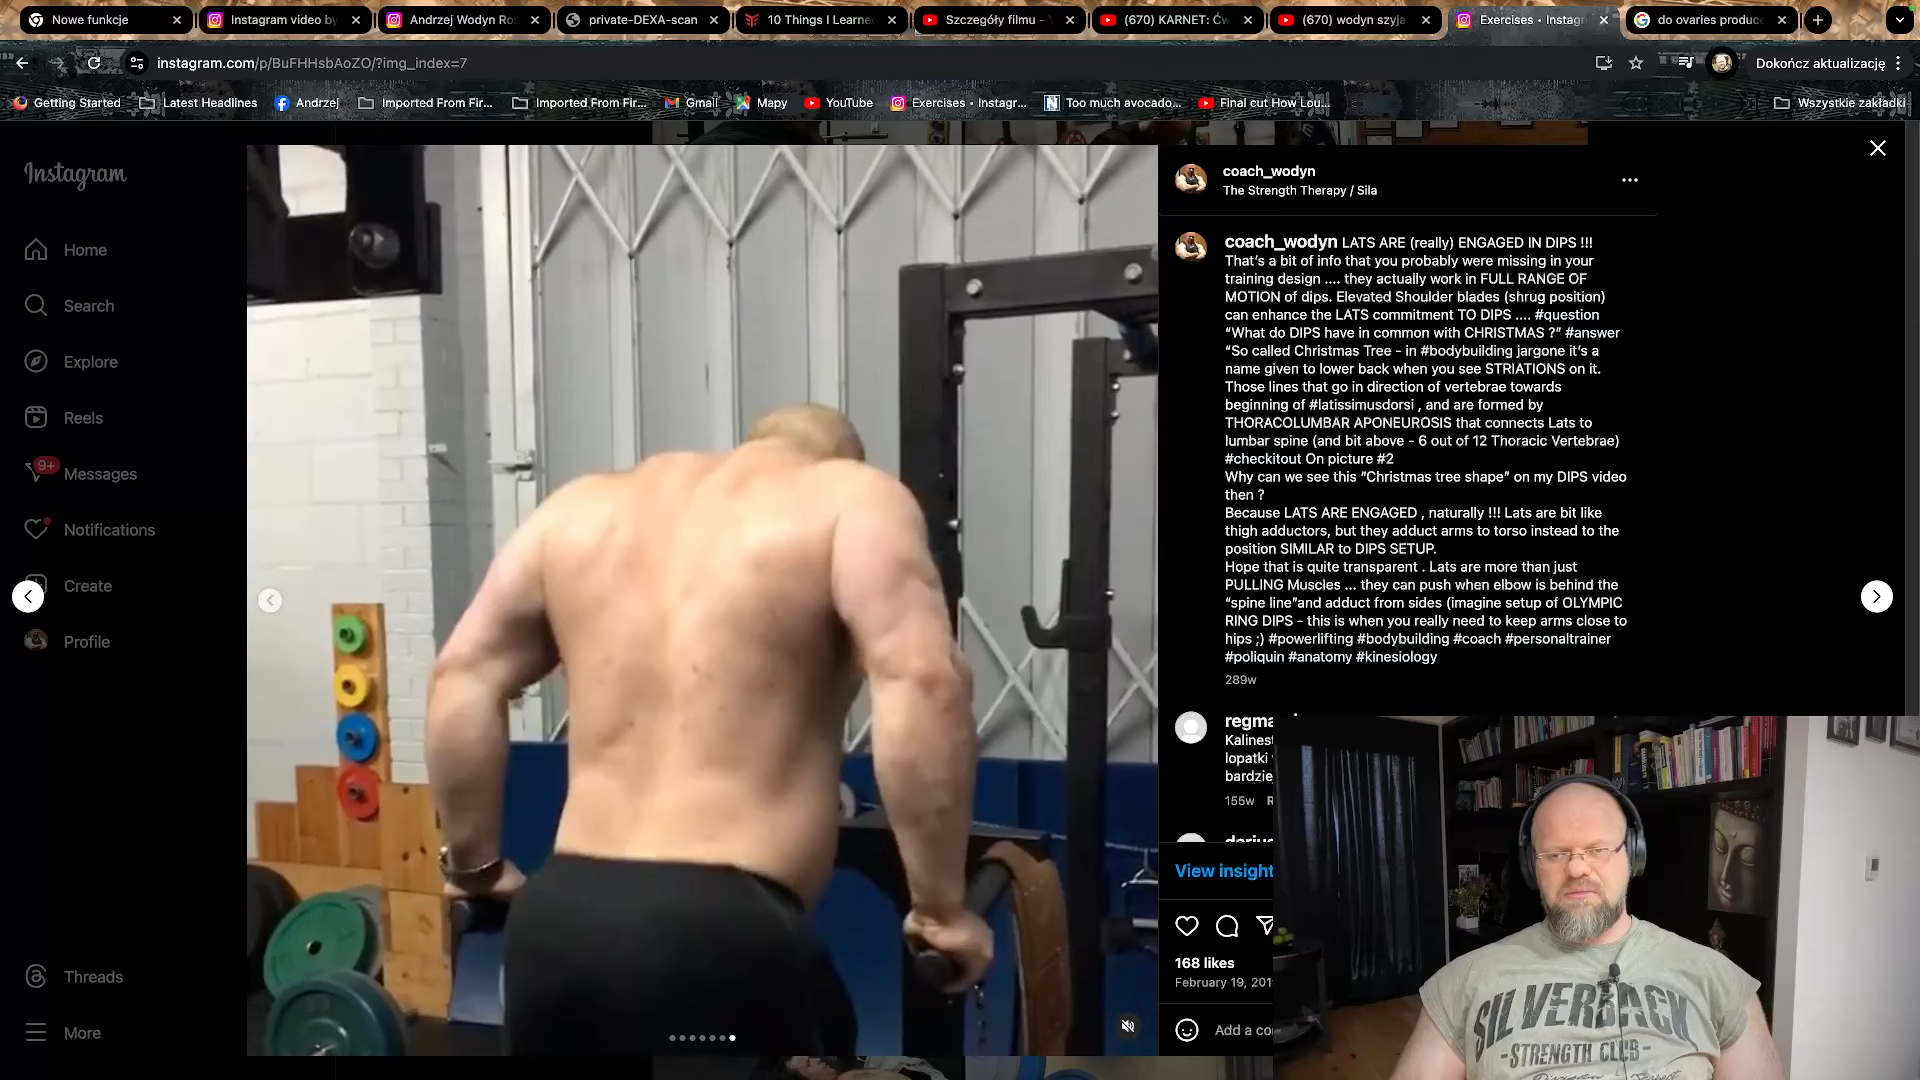 Nowe funkcje
Instagram video by
Andrzej Wodyn Ro
private-DEXA-scan
10 Things I Learne
Szczegóły filmu -
(670) KARNET: Ćw
(670) wodyn szyja
Exercises • Instagr
do ovaries produc
instagram.com/p/BuFHHsbAoZO/?img_index=7
Dokończ aktualizację
Getting Started
Latest Headlines
Andrzej
Imported From Fir...
Imported From Fir...
Gmail
Mapy
YouTube
Exercises • Instagr...
Too much avocado...
Final cut How Lou...
Wszystkie zakładki
Instagram
Home
Search
Explore
Reels
9+
Messages
Notifications
Create
Profile
Threads
More
coach_wodyn
The Strength Therapy / Sila
coach_wodyn LATS ARE (really) ENGAGED IN DIPS !!!
That's a bit of info that you probably were missing in your
training design .... they actually work in FULL RANGE OF
MOTION of dips. Elevated Shoulder blades (shrug position)
can enhance the LATS commitment TO DIPS .... #question
“What do DIPS have in common with CHRISTMAS ?” #answer
“So called Christmas Tree - in #bodybuilding jargone it's a
name given to lower back when you see STRIATIONS on it.
Those lines that go in direction of vertebrae towards
beginning of #latissimusdorsi , and are formed by
THORACOLUMBAR APONEUROSIS that connects Lats to
lumbar spine (and bit above - 6 out of 12 Thoracic Vertebrae)
#checkitout On picture #2
Why can we see this ”Christmas tree shape” on my DIPS video
then ?
Because LATS ARE ENGAGED , naturally !!! Lats are bit like
thigh adductors, but they adduct arms to torso instead to the
position SIMILAR to DIPS SETUP.
Hope that is quite transparent . Lats are more than just
PULLING Muscles ... they can push when elbow is behind the
“spine line”and adduct from sides (imagine setup of OLYMPIC
RING DIPS - this is when you really need to keep arms close to
hips ;) #powerlifting #bodybuilding #coach #personaltrainer
#poliquin #anatomy #kinesiology
289w
regma
Kalinest
lopatki
bardzie
155w
View insight
168 likes
February 19, 201
Add a co
SILVERBACK
-STRENGTH CLUB-